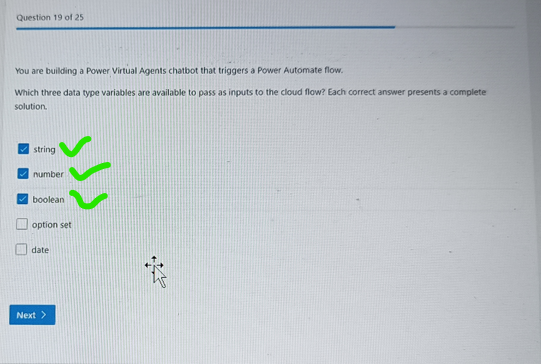 Question 19 of 25
You are building a Power Virtual Agents chatbot that triggers a Power Automate flow.
Which three data type variables are available to pass as inputs to the cloud flow? Each correct answer presents a complete
solution.
string
number
boolean
option set
date
Next >